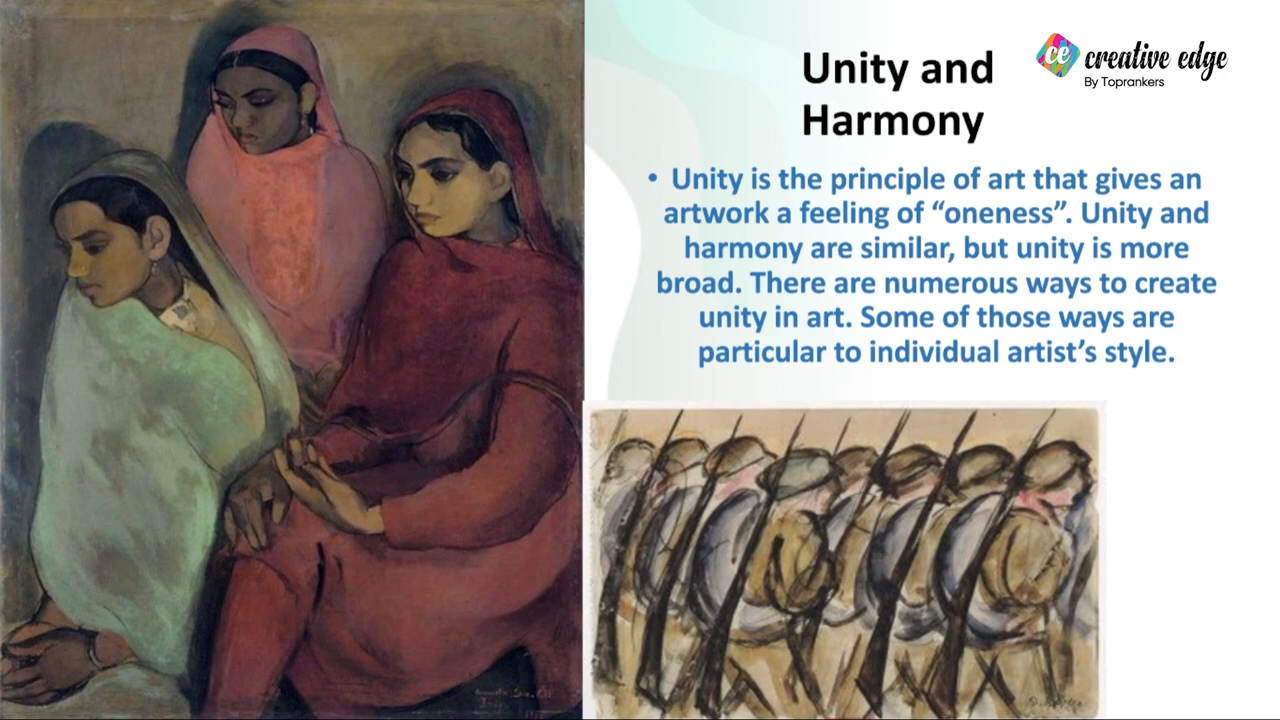 Unity and
Harmony
ce creative edge
By Toprankers
• Unity is the principle of art that gives an
artwork a feeling of “oneness”. Unity and
harmony are similar, but unity is more
broad. There are numerous ways to create
unity in art. Some of those ways are
particular to individual artist’s style.